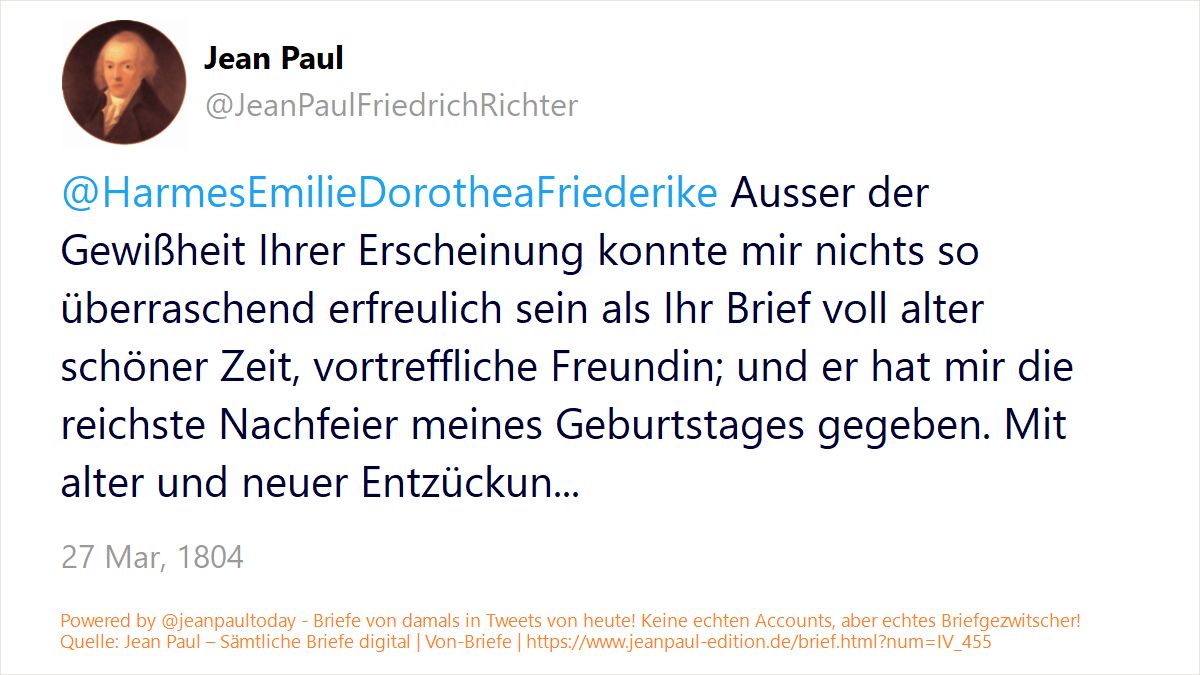 Jean Paul
@JeanPaulFriedrichRichter
@HarmesEmilieDorotheaFriederike Ausser der
Gewißheit Ihrer Erscheinung konnte mir nichts so
überraschend erfreulich sein als Ihr Brief voll alter
schöner Zeit, vortreffliche Freundin; und er hat mir die
reichste Nachfeier meines Geburtstages gegeben. Mit
alter und neuer Entzückun...
27 Mar, 1804
Powered by @jeanpaultoday - Briefe von damals in Tweets von heute! Keine echten Accounts, aber echtes Briefgezwitscher!
Quelle: Jean Paul – Sämtliche Briefe digital | Von-Briefe | https://www.jeanpaul-edition.de/brief.html?num=IV_455